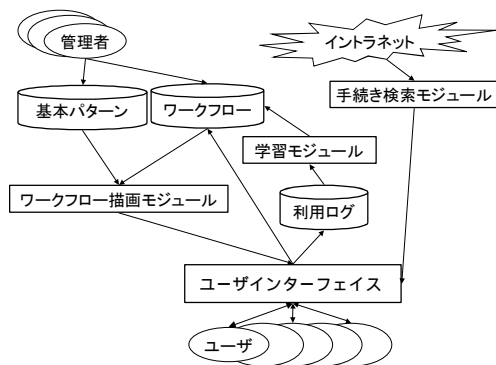 管理者
イントラネット
基本パターン
ワークフロー
手続き検索モジュール
学習モジュール
ワークフロー描画モジュール
利用ログ
ユーザインターフェイス
ユーザ